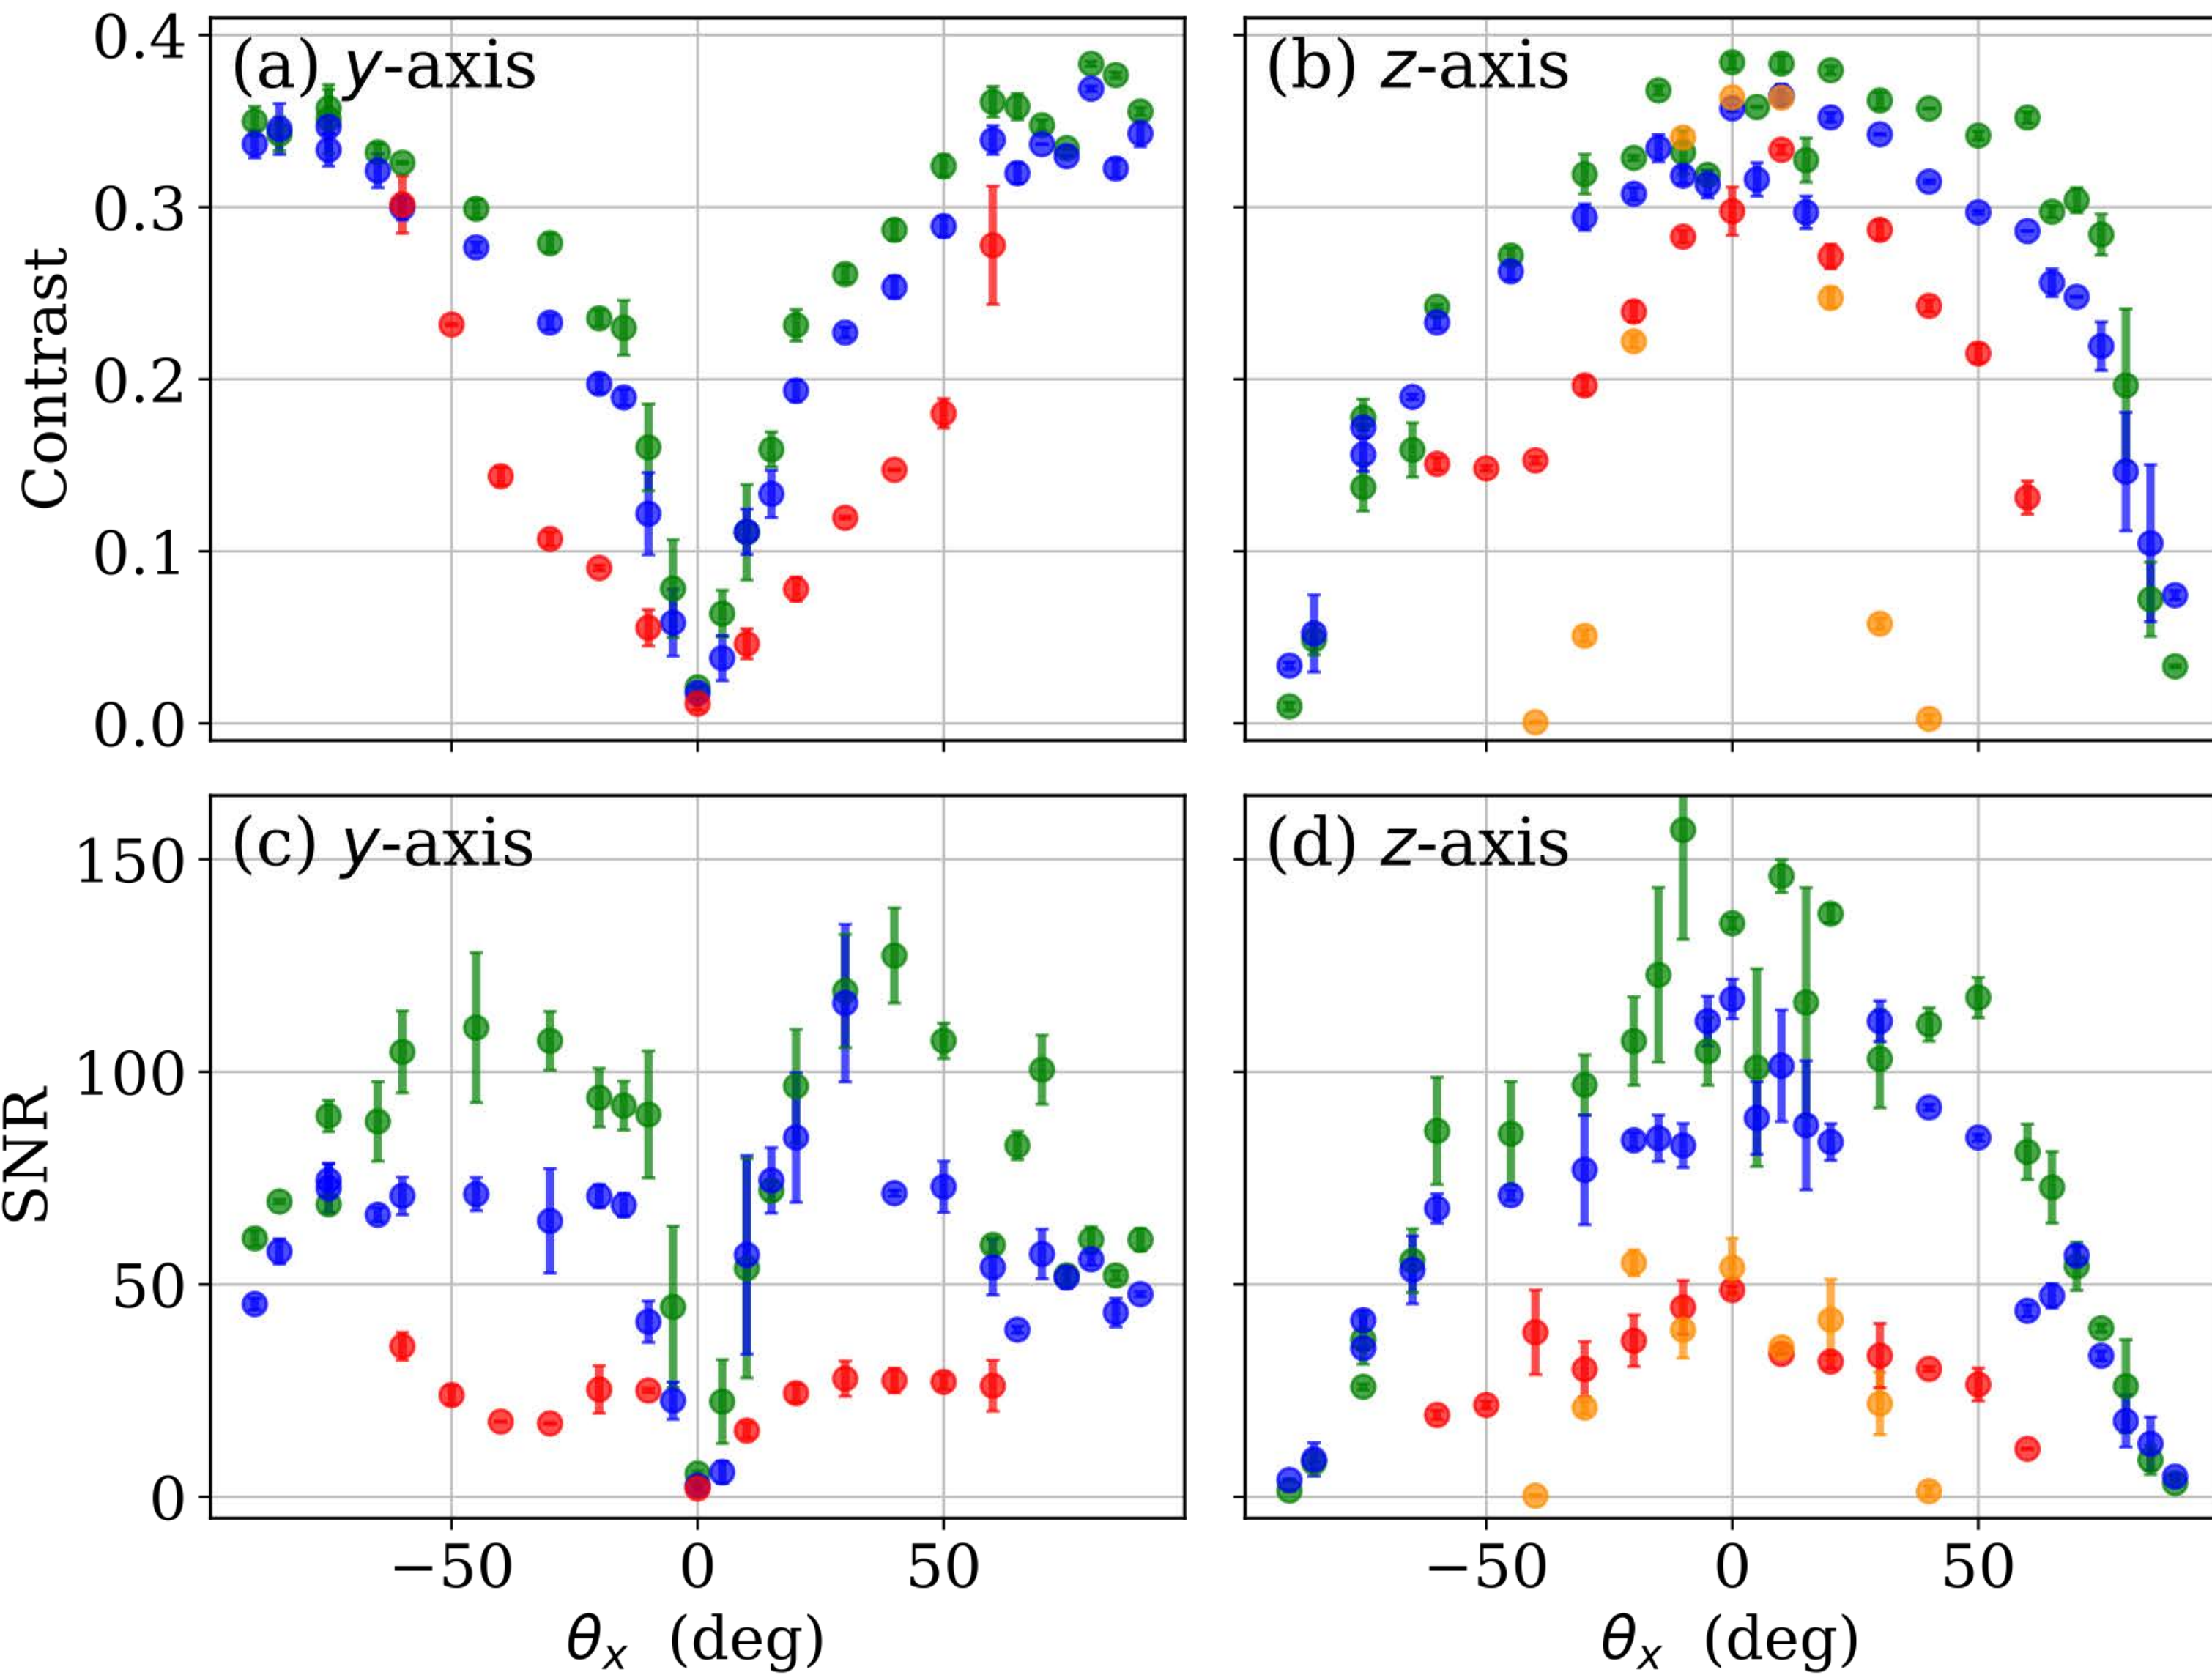 (a) y-axis
(b) z-axis
0.4
0.3
0.2
0.1
0.0
Contrast
(c) y-axis
(d) z-axis
150
100
50
0
SNR
−50 0 50
−50 0 50
θx (deg)
θx (deg)